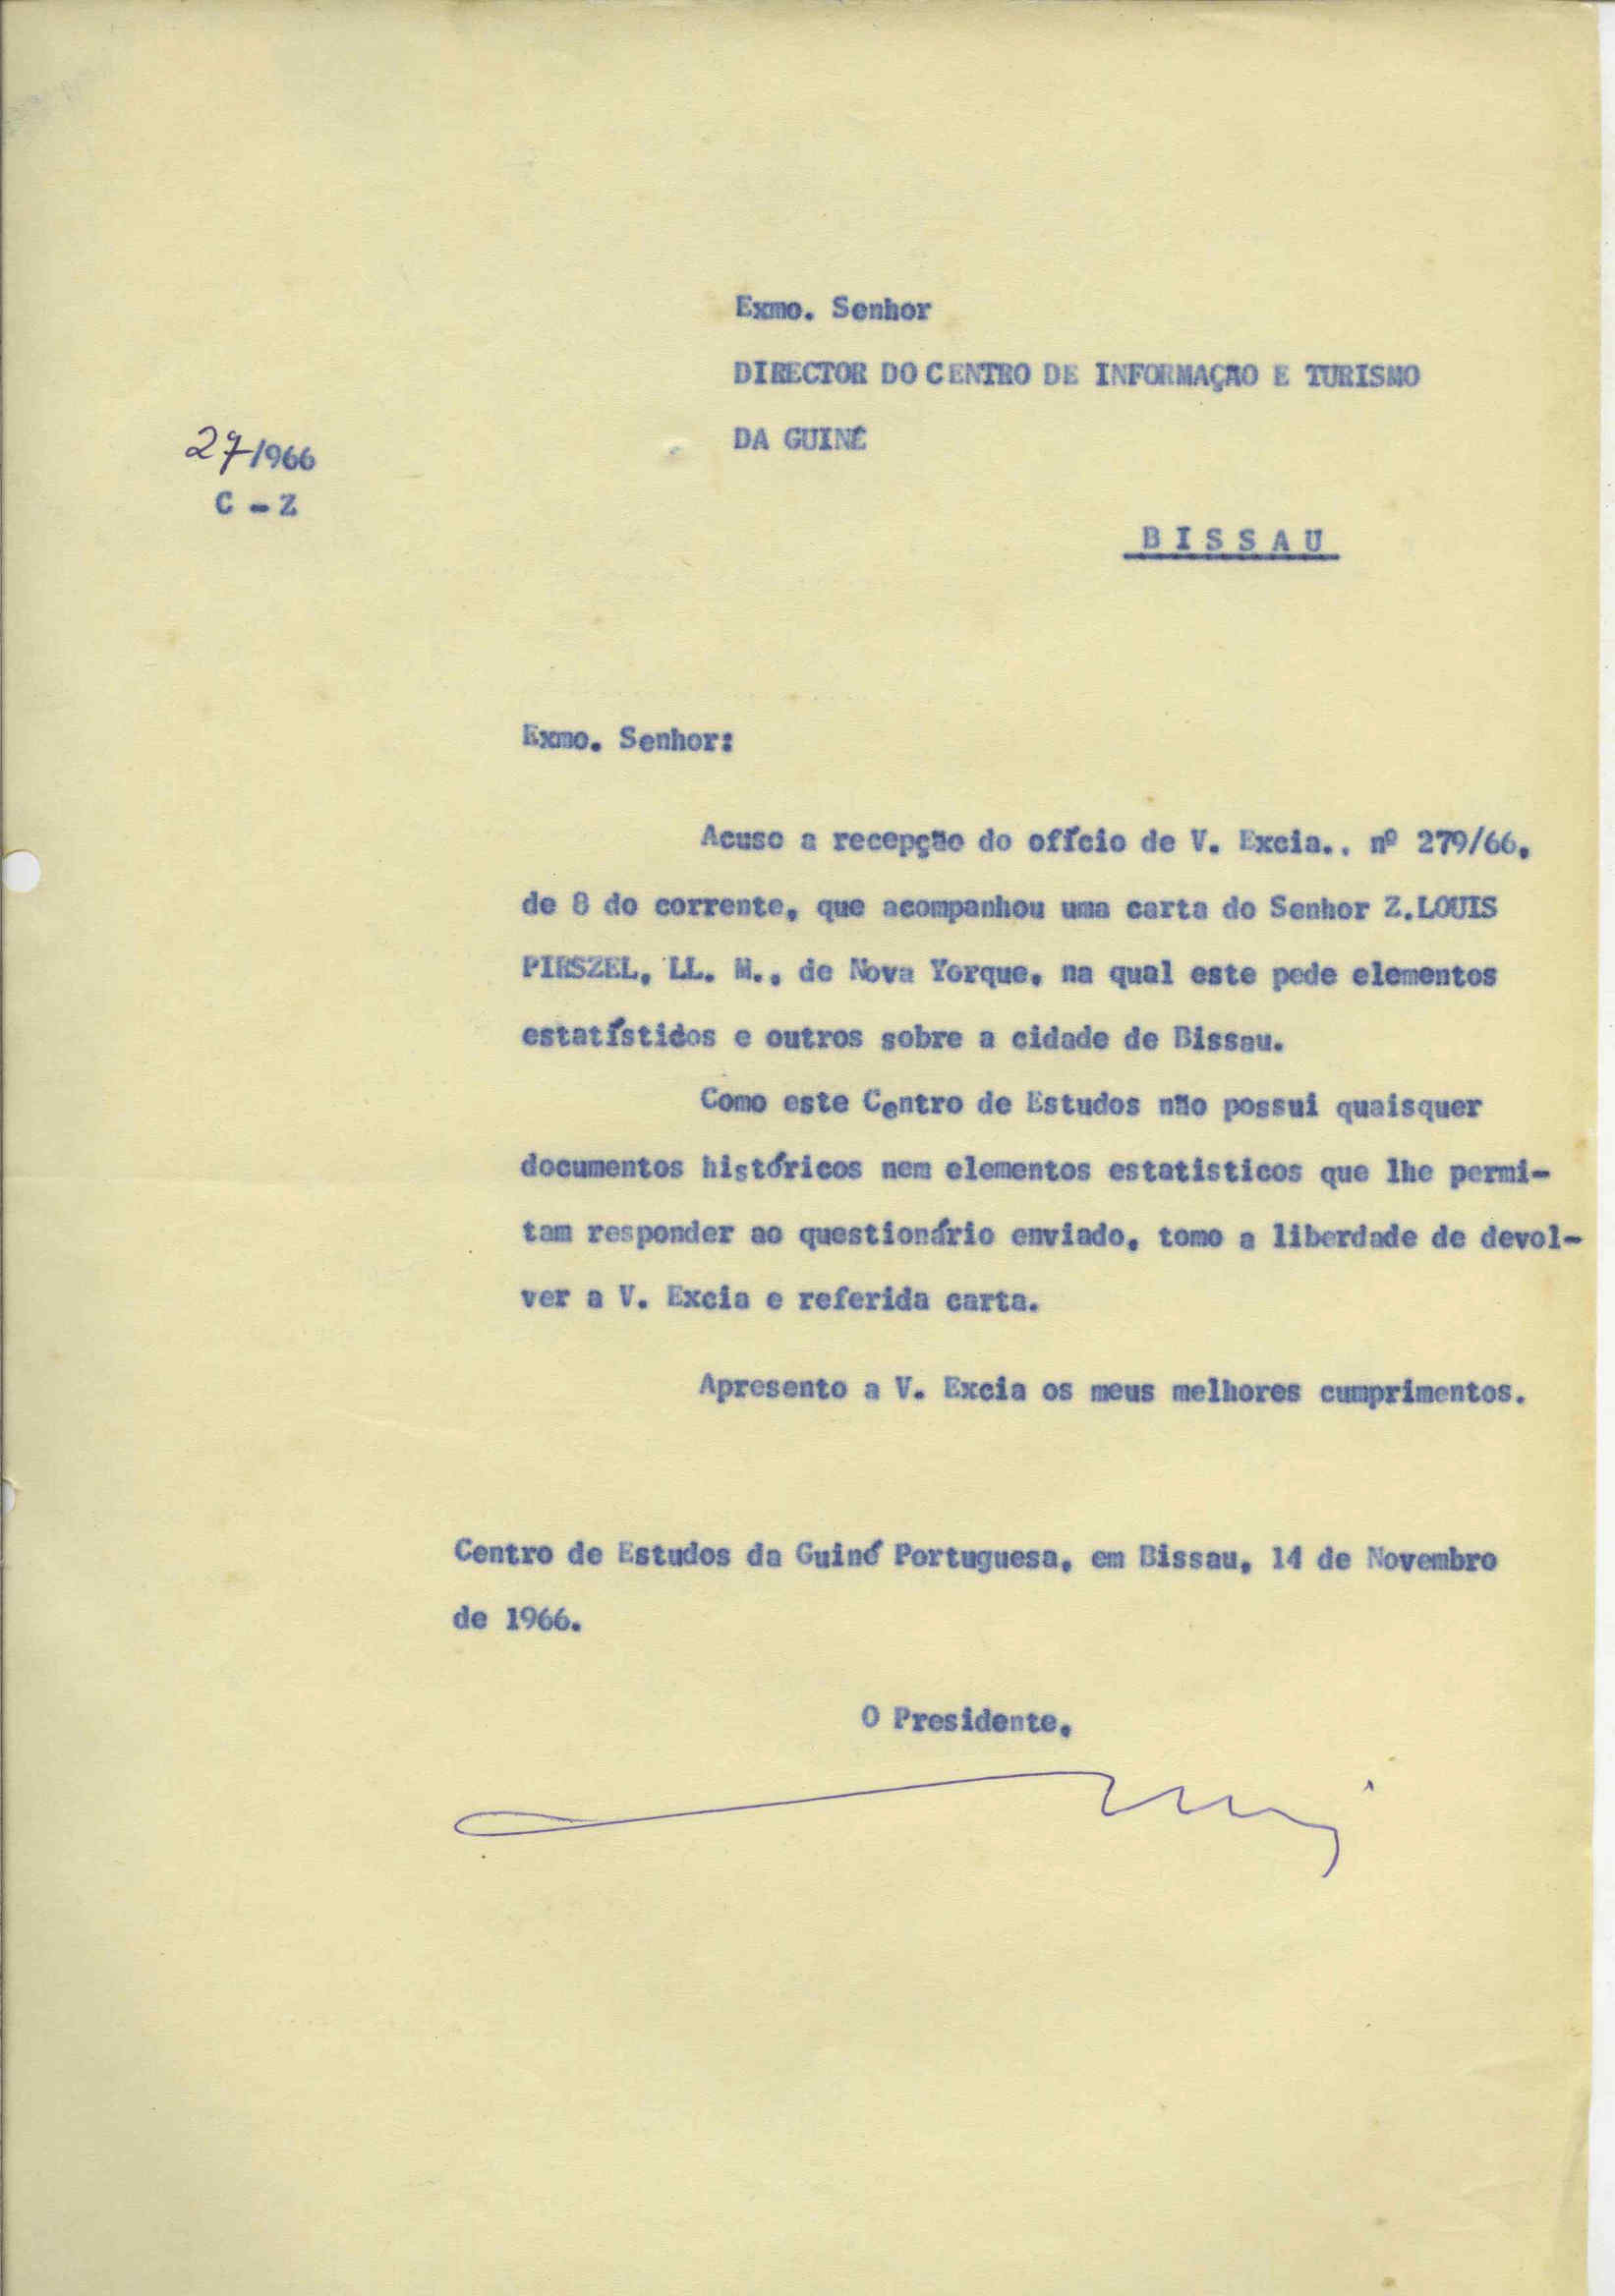 Exmo. Senhor
DIRECTOR DO CENTRO DE INFORMAÇÃO E TURISMO
DA GUINÉ
27/966
C - Z
BISSAU
Exmo. Senhor:
Acuso a recepção do ofício de V. Excia.. nº 279/66,
de 8 do corrente, que acompanhou uma carta do Senhor Z.LOUIS
PIRSZEL, LL. M., de Nova Yorque, na qual este pede elementos
estatísticos e outros sobre a cidade de Bissau.
Como este Centro de Estudos não possui quaisquer
documentos históricos nem elementos estatisticos que lhe permi-
tam responder ao questionário enviado, tomo a liberdade de devol-
ver a V. Excia e referida carta.
Apresento a V. Excia os meus melhores cumprimentos.
Centro de Estudos da Guiné Portuguesa, em Bissau, 14 de Novembro
de 1966.
O Presidente,